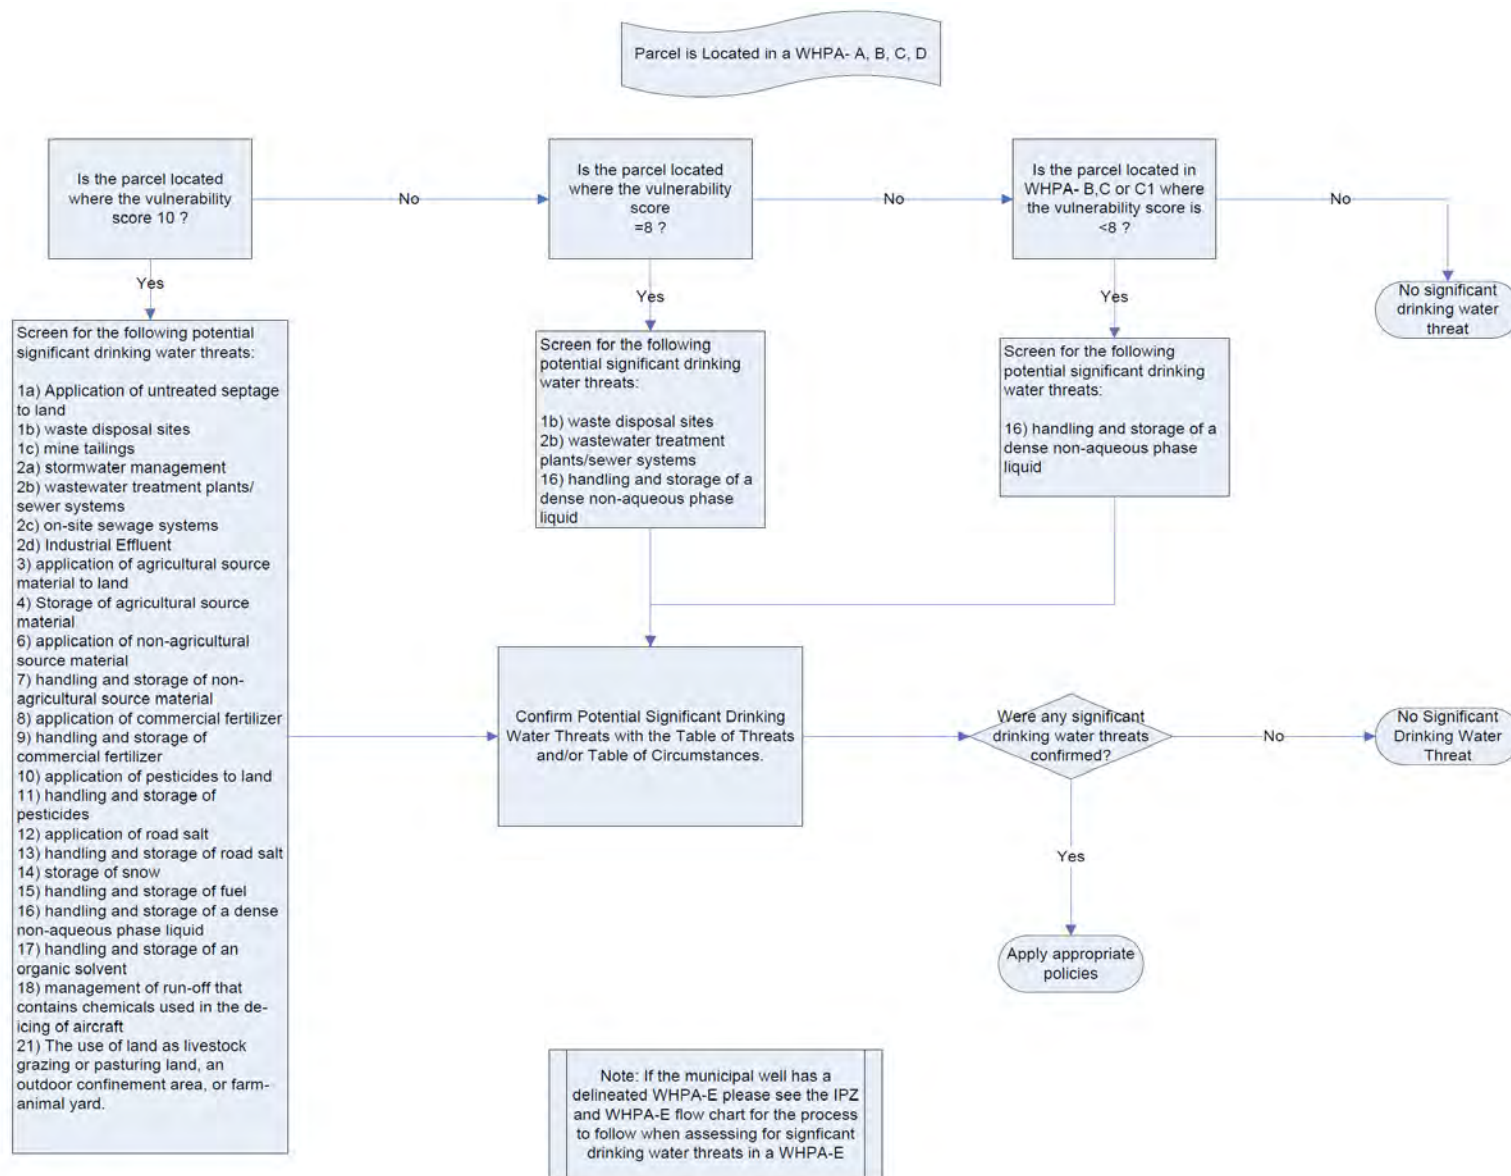 Parcel is Located in a WHPA- A, B, C, D
Is the parcel located
where the vulnerability
score 10 ?
No
Is the parcel located
where the vulnerability
score
=8 ?
No
Is the parcel located in
WHPA- B,C or C1 where
the vulnerability score is
<8 ?
No
No significant
drinking water
threat
Yes
Yes
Yes
Screen for the following potential
significant drinking water threats:
1a) Application of untreated septage
to land
1b) waste disposal sites
1c) mine tailings
2a) stormwater management
2b) wastewater treatment plants/
sewer systems
2c) on-site sewage systems
2d) Industrial Effluent
3) application of agricultural source
material to land
4) Storage of agricultural source
material
6) application of non-agricultural
source material
7) handling and storage of non-
agricultural source material
8) application of commercial fertilizer
9) handling and storage of
commercial fertilizer
10) application of pesticides to land
11) handling and storage of
pesticides
12) application of road salt
13) handling and storage of road salt
14) storage of snow
15) handling and storage of fuel
16) handling and storage of a dense
non-aqueous phase liquid
17) handling and storage of an
organic solvent
18) management of run-off that
contains chemicals used in the de-
icing of aircraft
21) The use of land as livestock
grazing or pasturing land, an
outdoor confinement area, or farm-
animal yard.
Screen for the following
potential significant drinking
water threats:
1b) waste disposal sites
2b) wastewater treatment
plants/sewer systems
16) handling and storage of a
dense non-aqueous phase
liquid
Screen for the following
potential significant drinking
water threats:
16) handling and storage of a
dense non-aqueous phase
liquid
Confirm Potential Significant Drinking
Water Threats with the Table of Threats
and/or Table of Circumstances.
Were any significant
drinking water threats
confirmed?
No
No Significant
Drinking Water
Threat
Yes
Apply appropriate
policies
Note: If the municipal well has a
delineated WHPA-E please see the IPZ
and WHPA-E flow chart for the process
to follow when assessing for signficant
drinking water threats in a WHPA-E